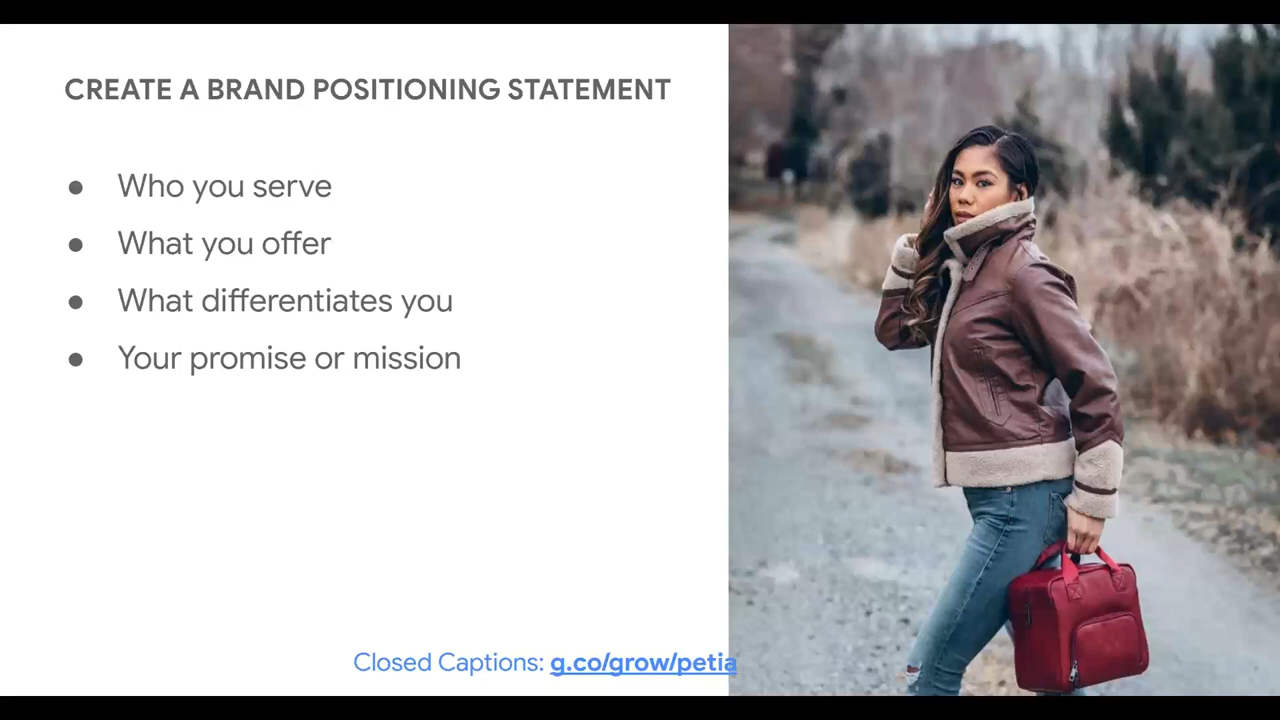 CREATE A BRAND POSITIONING STATEMENT
● Who you serve
● What you offer
● What differentiates you
● Your promise or mission
Closed Captions: g.co/grow/petia